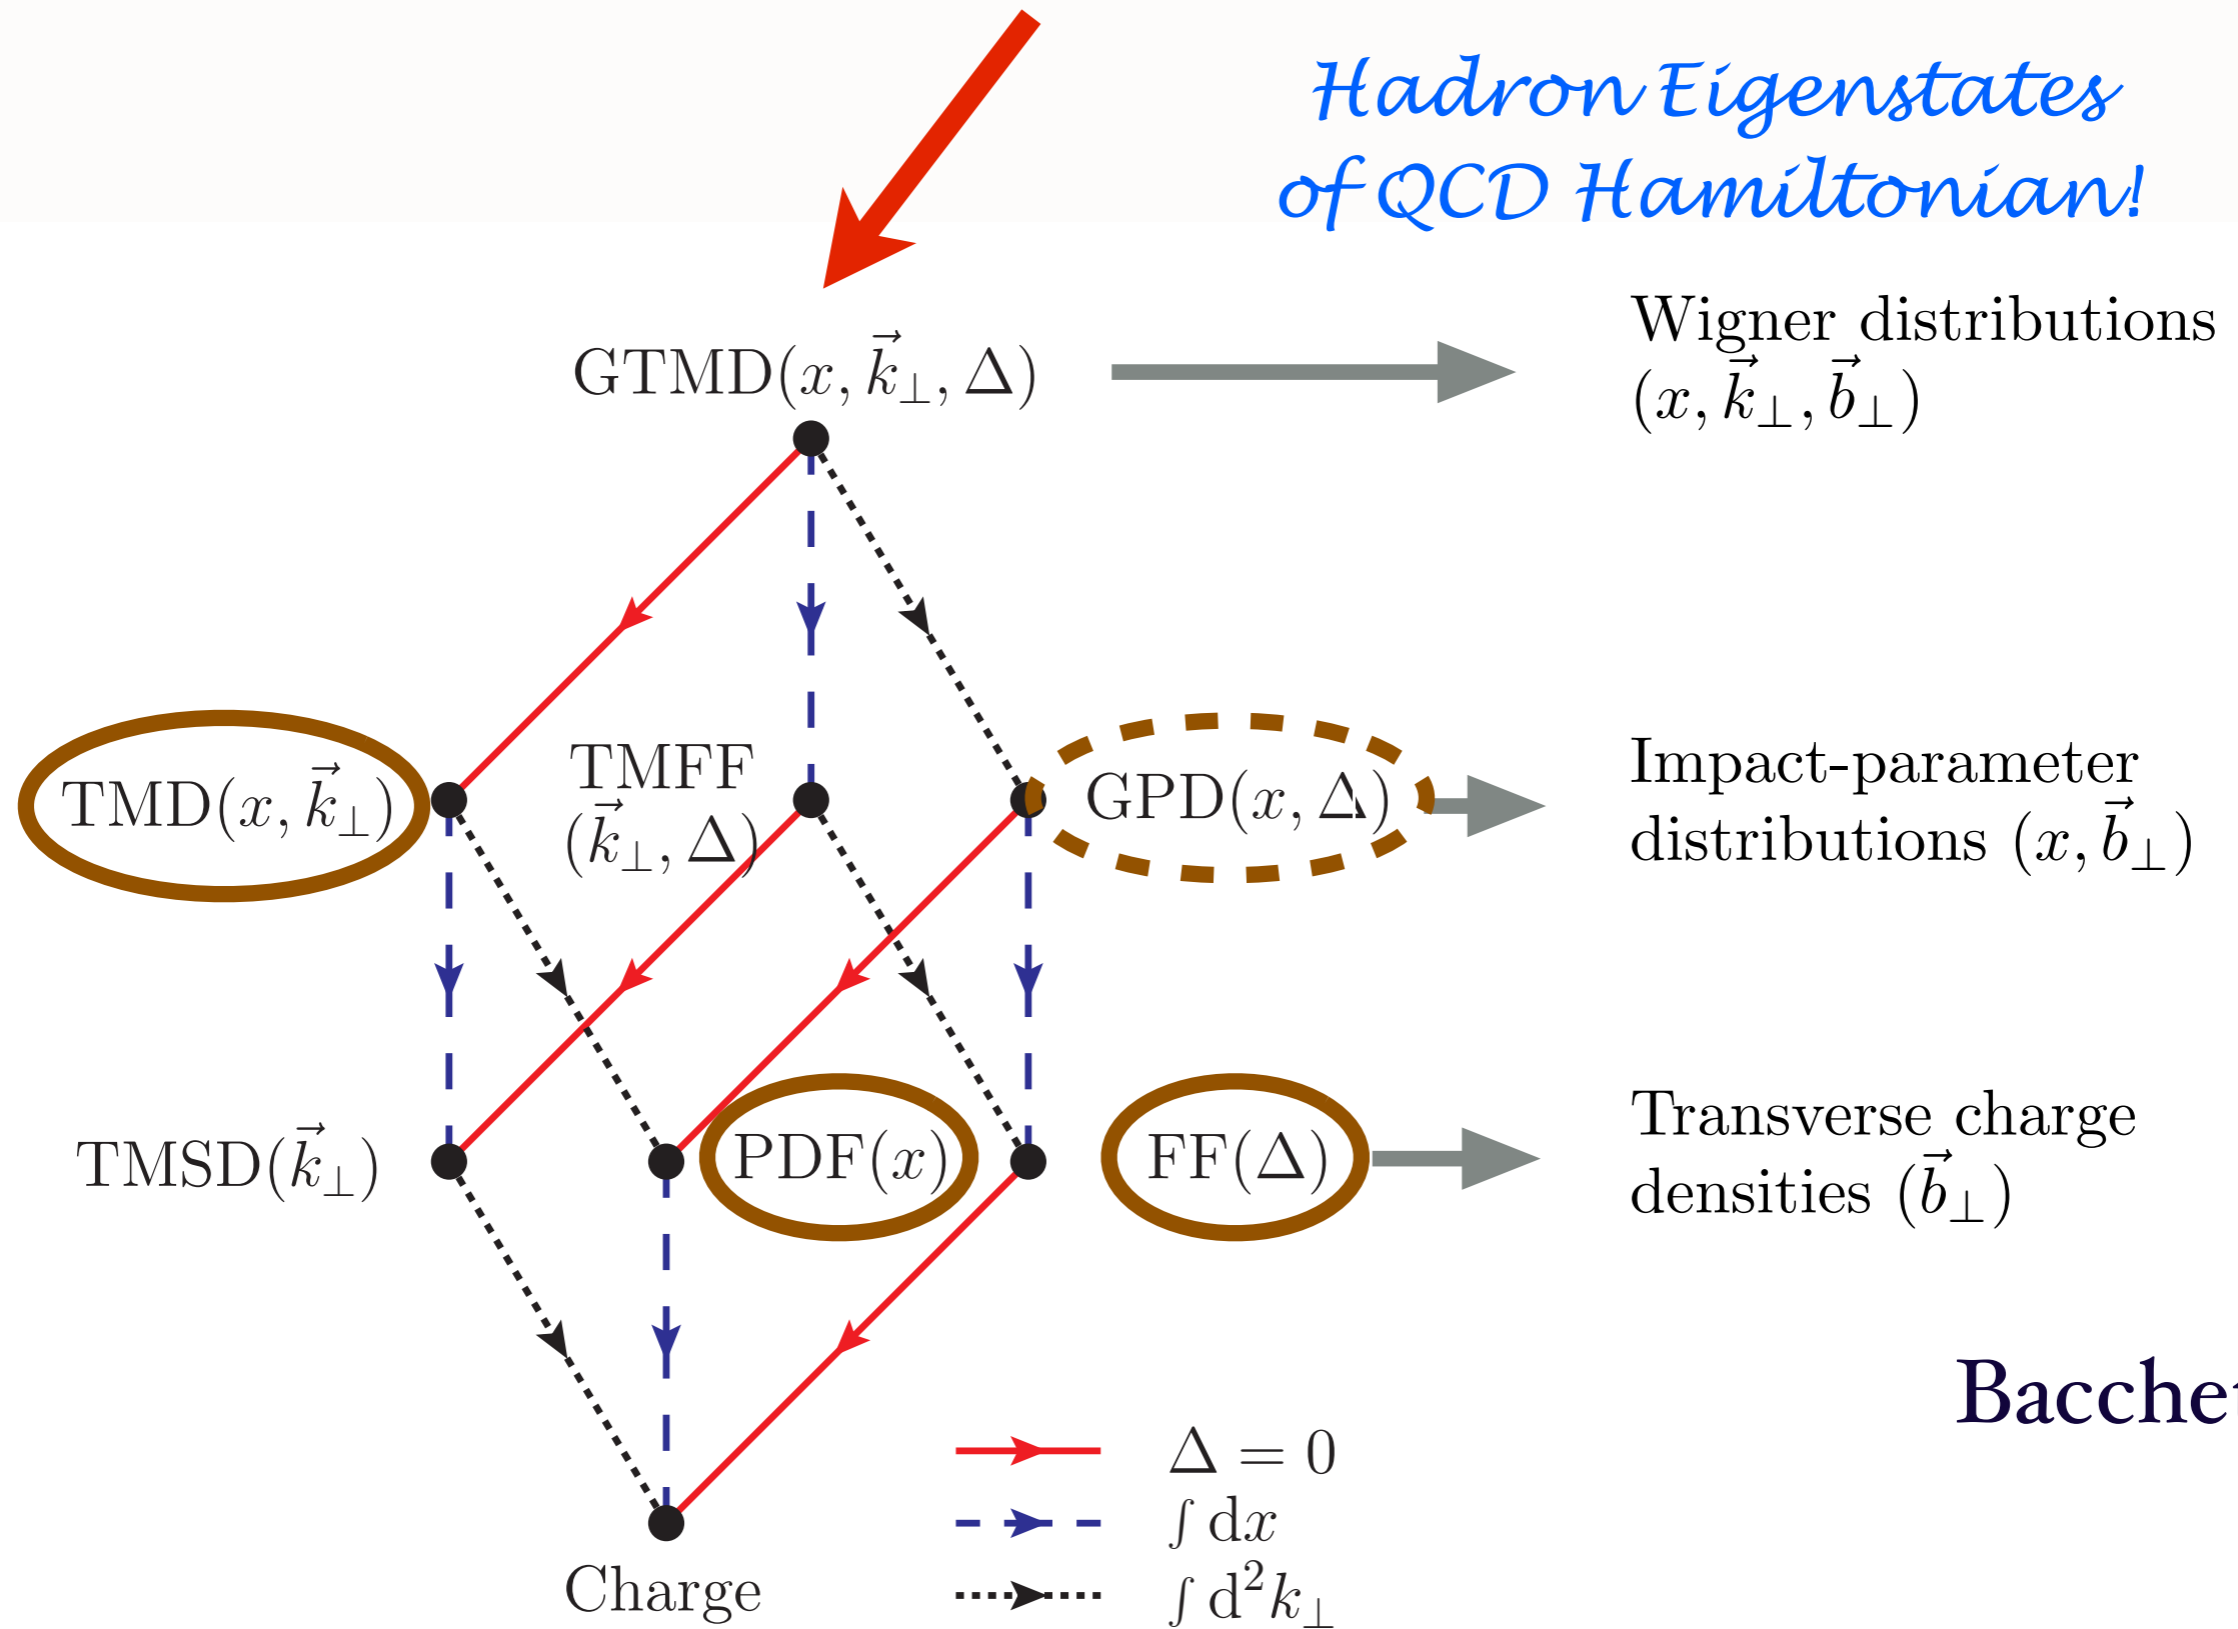 Hadron Eigenstates
of QCD Hamiltonian!
GTMD(x, k⃗⊥, Δ)
Wigner distributions
(x, k⃗⊥, b⃗⊥)
TMD(x, k⃗⊥)
TMFF
(k⃗⊥, Δ)
GPD(x, Δ)
Impact-parameter
distributions (x, b⃗⊥)
TMSD(k⃗⊥)
PDF(x)
FF(Δ)
Transverse charge
densities (b⃗⊥)
Δ = 0
∫ dx
∫ d²k⊥
Charge